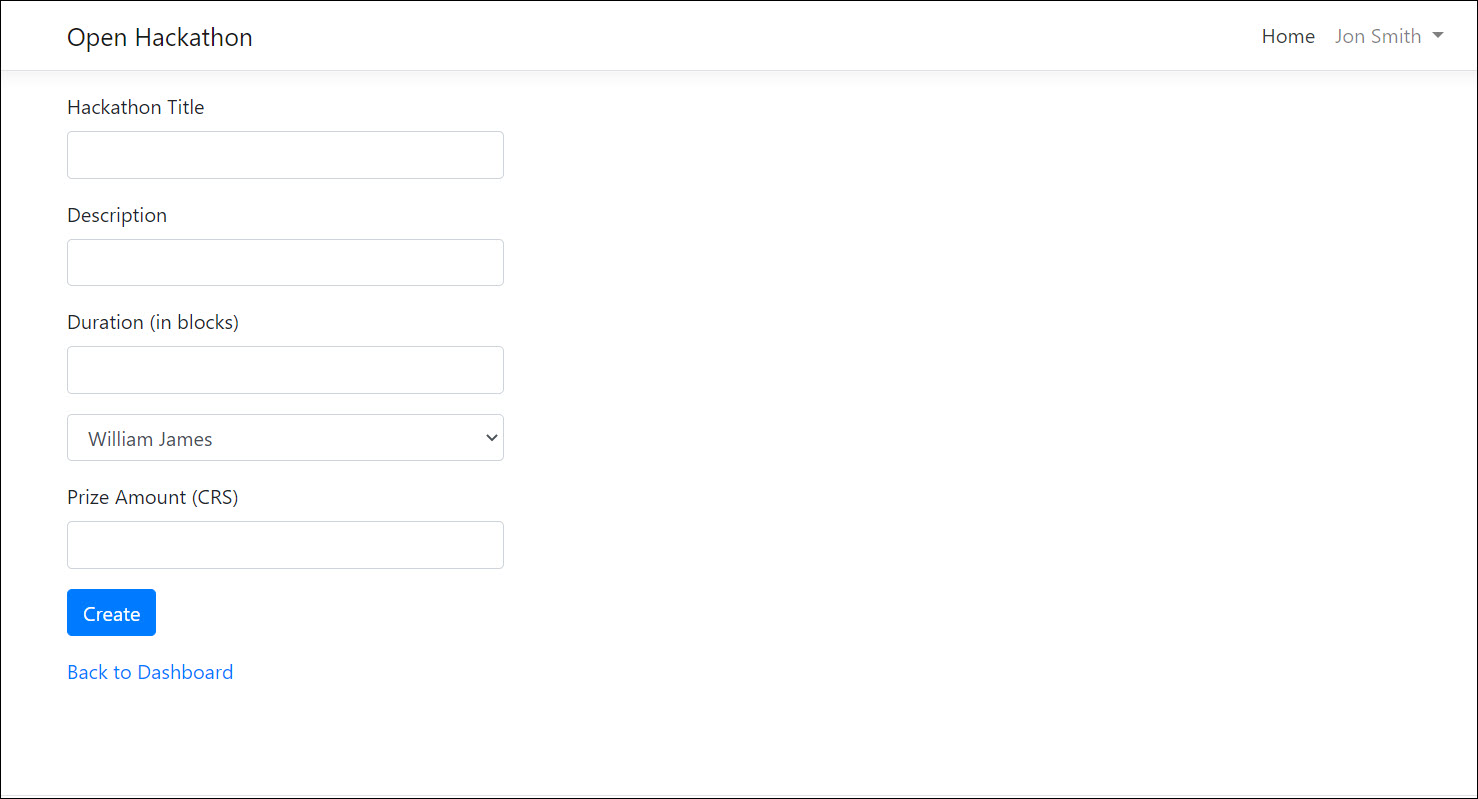 Open Hackathon Home Jon Smith
Hackathon Title
Description
Duration (in blocks)
William James
Prize Amount (CRS)
Create
Back to Dashboard